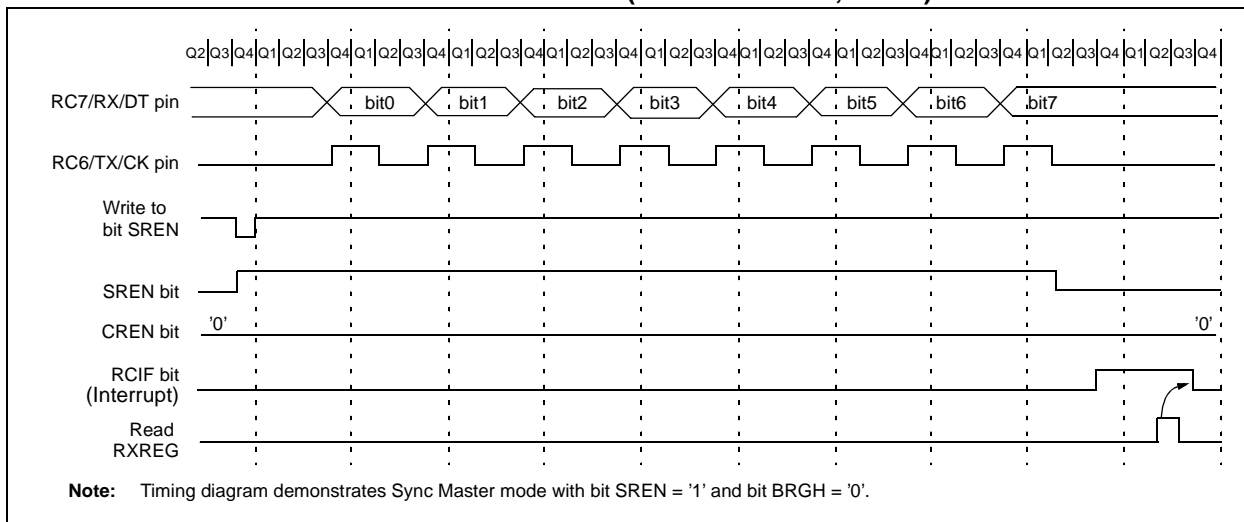 Q2 Q3 Q4 Q1 Q2 Q3 Q4 Q1 Q2 Q3 Q4 Q1 Q2 Q3 Q4 Q1 Q2 Q3 Q4 Q1 Q2 Q3 Q4 Q1 Q2 Q3 Q4 Q1 Q2 Q3 Q4 Q1 Q2 Q3 Q4 Q1 Q2 Q3 Q4 Q1 Q2 Q3 Q4
RC7/RX/DT pin bit0 bit1 bit2 bit3 bit4 bit5 bit6 bit7
RC6/TX/CK pin
Write to
bit SREN
SREN bit
CREN bit '0' '0'
RCIF bit
(Interrupt)
Read
RXREG
Note: Timing diagram demonstrates Sync Master mode with bit SREN = '1' and bit BRGH = '0'.